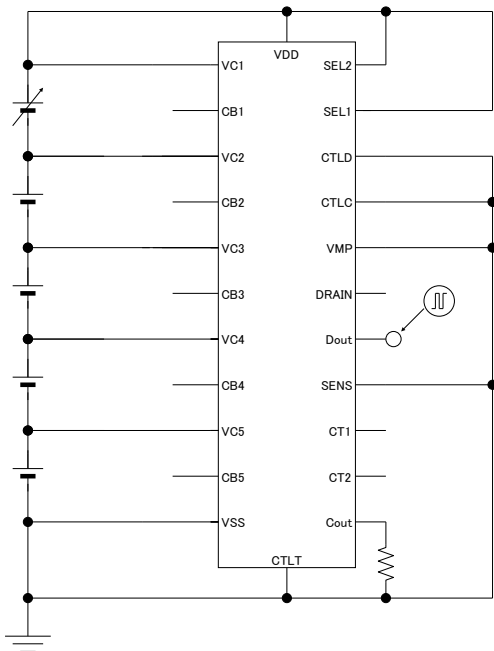 VDD
VC1
SEL2
CB1
SEL1
VC2
CTLD
CB2
CTLC
VC3
VMP
CB3
DRAIN
VC4
Dout
CB4
SENS
VC5
CT1
CB5
CT2
VSS
Cout
CTLT